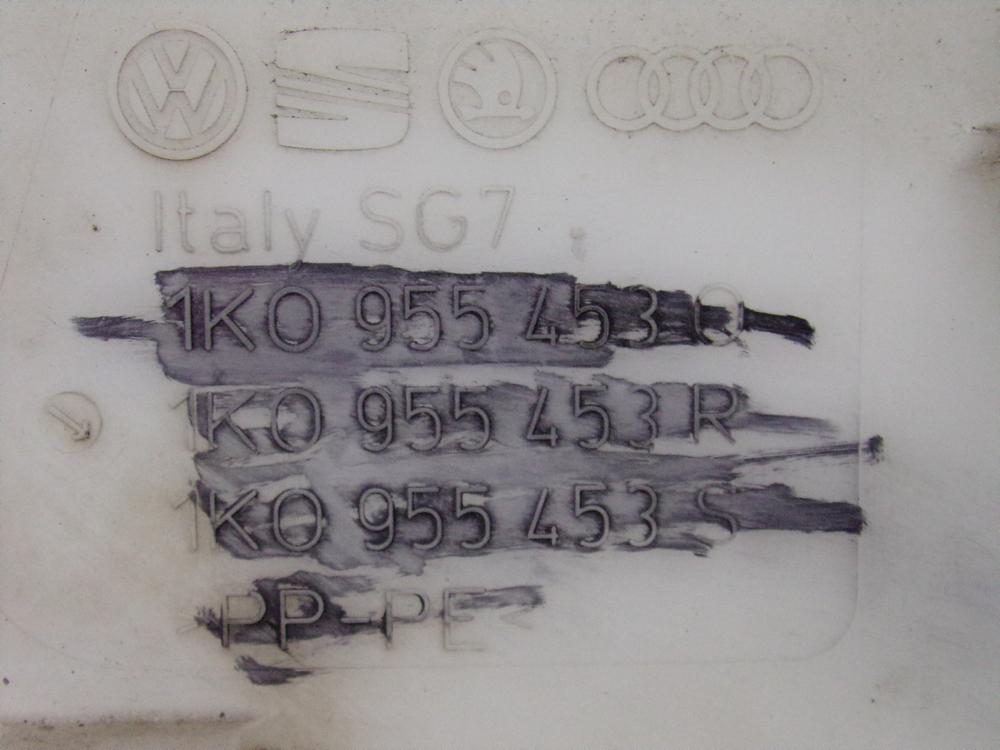 Italy SG7
1K0 955 453 Q
1K0 955 453 R
1K0 955 453 S
>PP-PE<